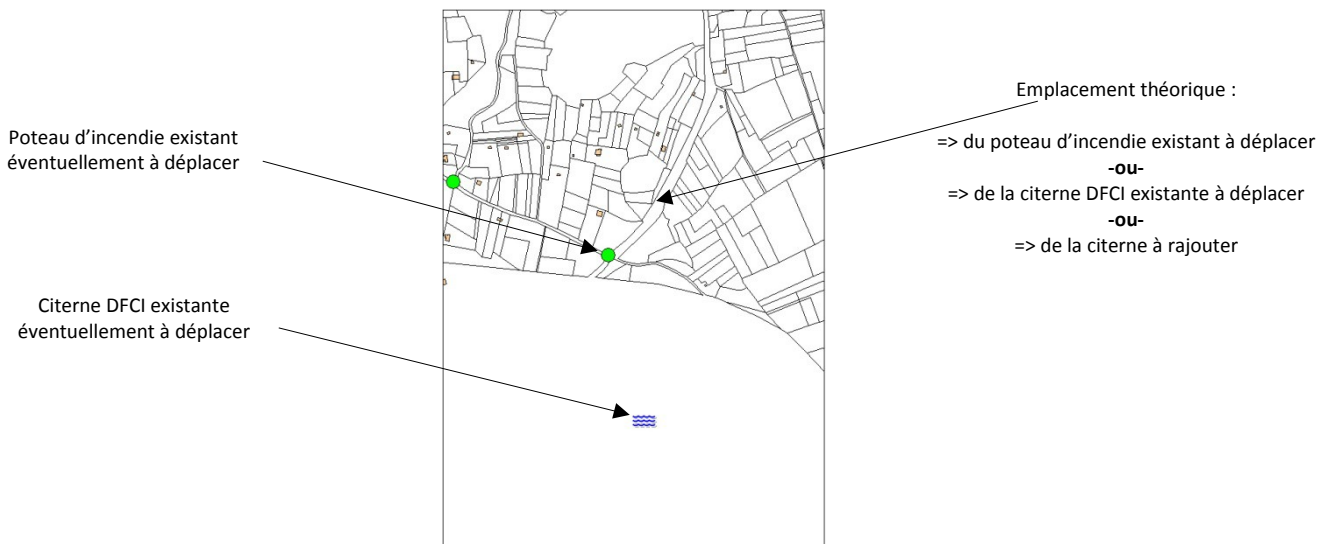 Poteau d’incendie existant
éventuellement à déplacer
Citerne DFCI existante
éventuellement à déplacer
Emplacement théorique :
=> du poteau d’incendie existant à déplacer
-ou-
=> de la citerne DFCI existante à déplacer
-ou-
=> de la citerne à rajouter